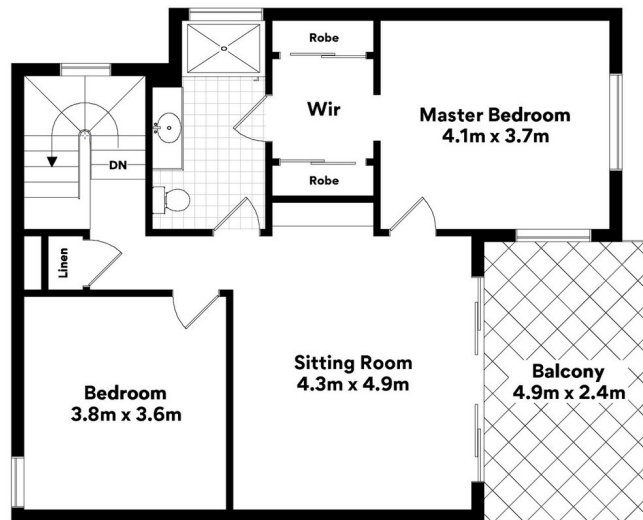 Robe
Wir
Robe
Master Bedroom
4.1m x 3.7m
DN
Linen
Sitting Room
4.3m x 4.9m
Bedroom
3.8m x 3.6m
Balcony
4.9m x 2.4m